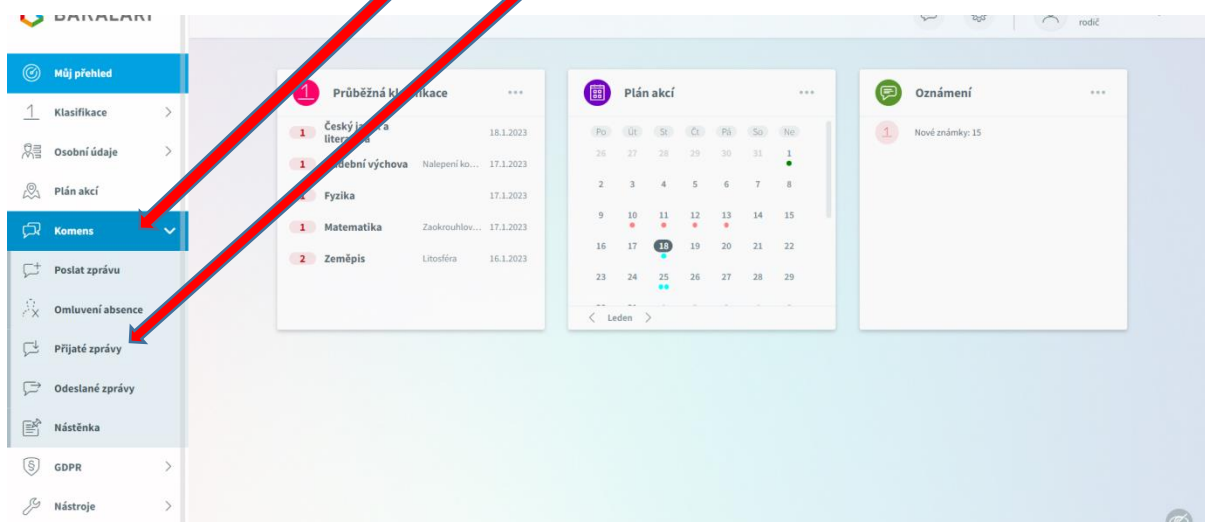 BAKALÁŘI
rodič
Můj přehled
Klasifikace
Osobní údaje
Plán akcí
Komens
Poslat zprávu
Omluvení absence
Přijaté zprávy
Odeslané zprávy
Nástěnka
GDPR
Nástroje
1 Průběžná klasifikace
1 Český a 18.1.2023
1 výchova Nalepení ko... 17.1.2023
Fyzika 17.1.2023
1 Matematika Zaokrouhlov... 17.1.2023
2 Zeměpis Litosféra 16.1.2023
Plán akcí
Po Út St Čt Pá So Ne
26 27 28 29 30 31 1
2 3 4 5 6 7 8
9 10 11 12 13 14 15
16 17 18 19 20 21 22
23 24 25 26 27 28 29
Leden
Oznámení
1 Nové známky: 15